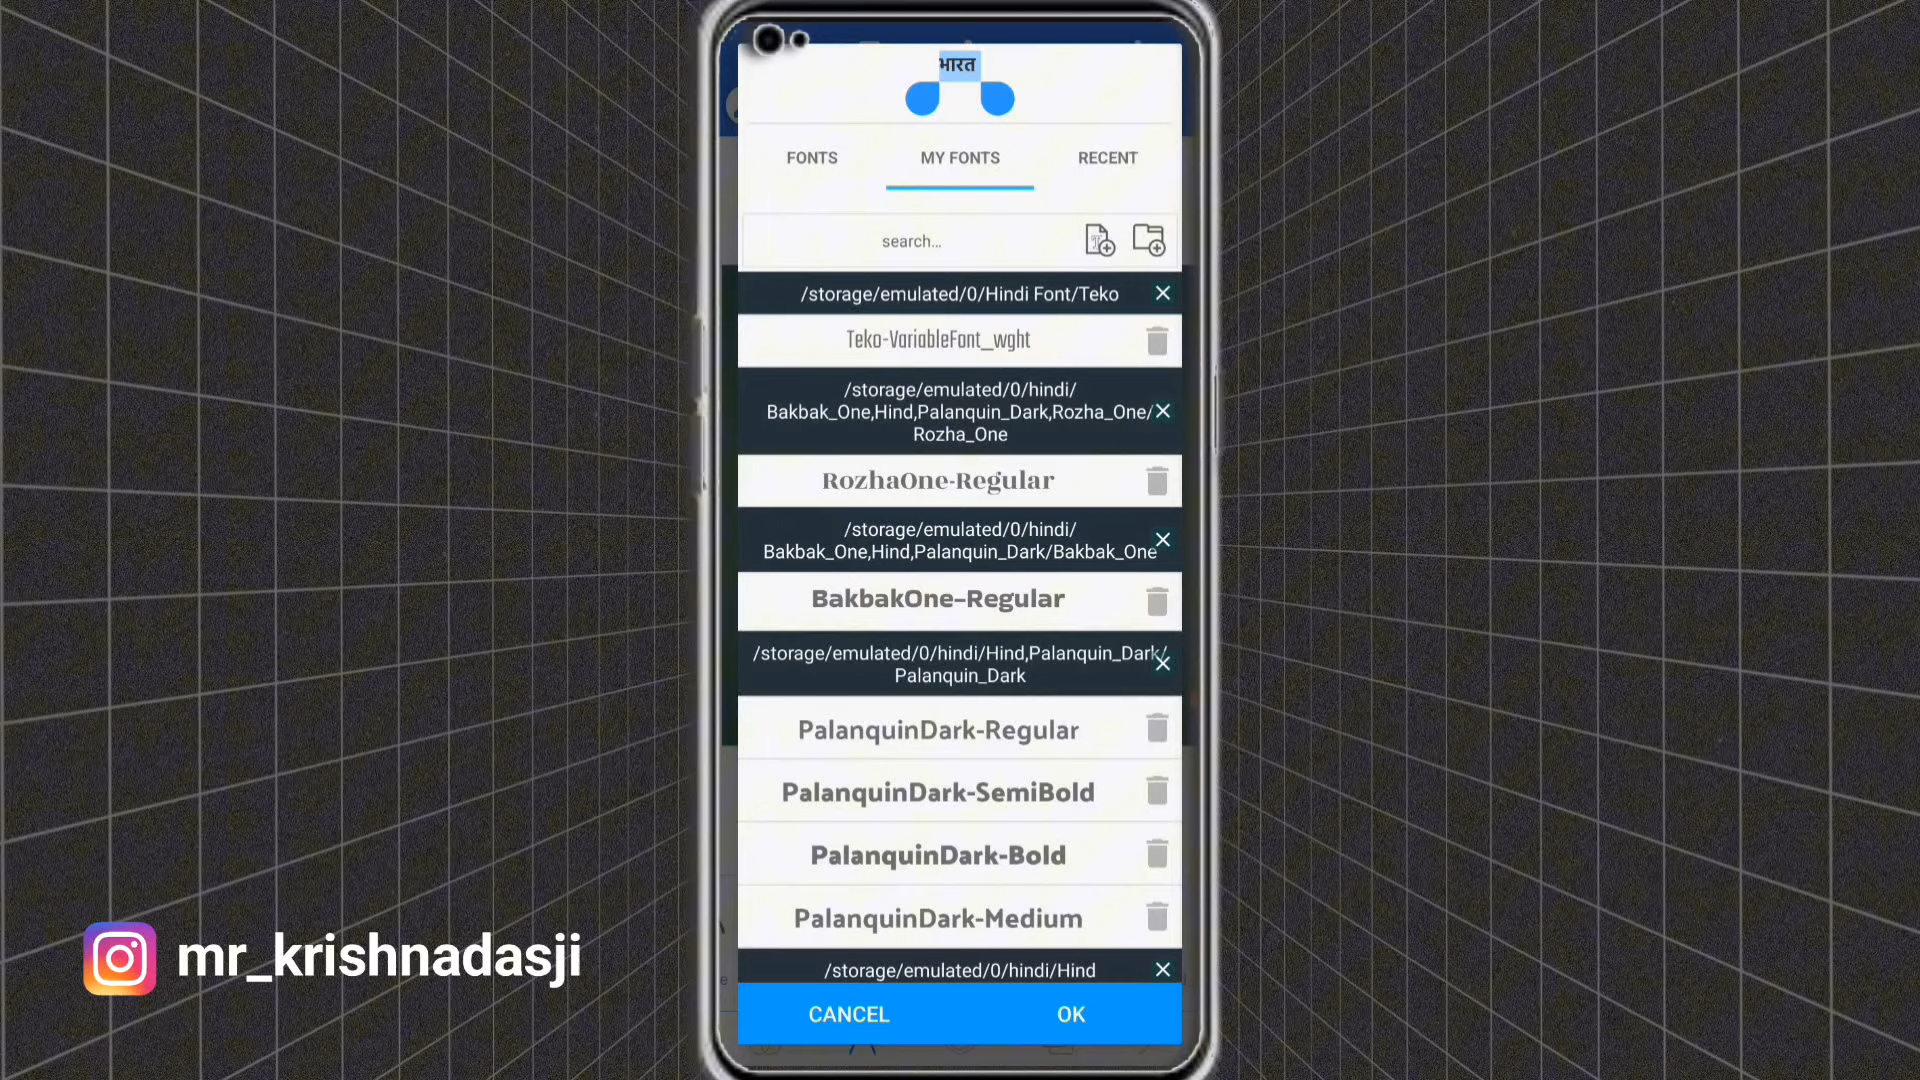 भारत
FONTS MY FONTS RECENT
search...
/storage/emulated/0/Hindi Font/Teko
Teko-VariableFont_wght
/storage/emulated/0/hindi/
Bakbak_One,Hind,Palanquin_Dark,Rozha_One/
Rozha_One
RozhaOne-Regular
/storage/emulated/0/hindi/
Bakbak_One,Hind,Palanquin_Dark/Bakbak_One
BakbakOne-Regular
/storage/emulated/0/hindi/Hind,Palanquin_Dark/
Palanquin_Dark
PalanquinDark-Regular
PalanquinDark-SemiBold
PalanquinDark-Bold
PalanquinDark-Medium
/storage/emulated/0/hindi/Hind
CANCEL OK
mr_krishnadasji